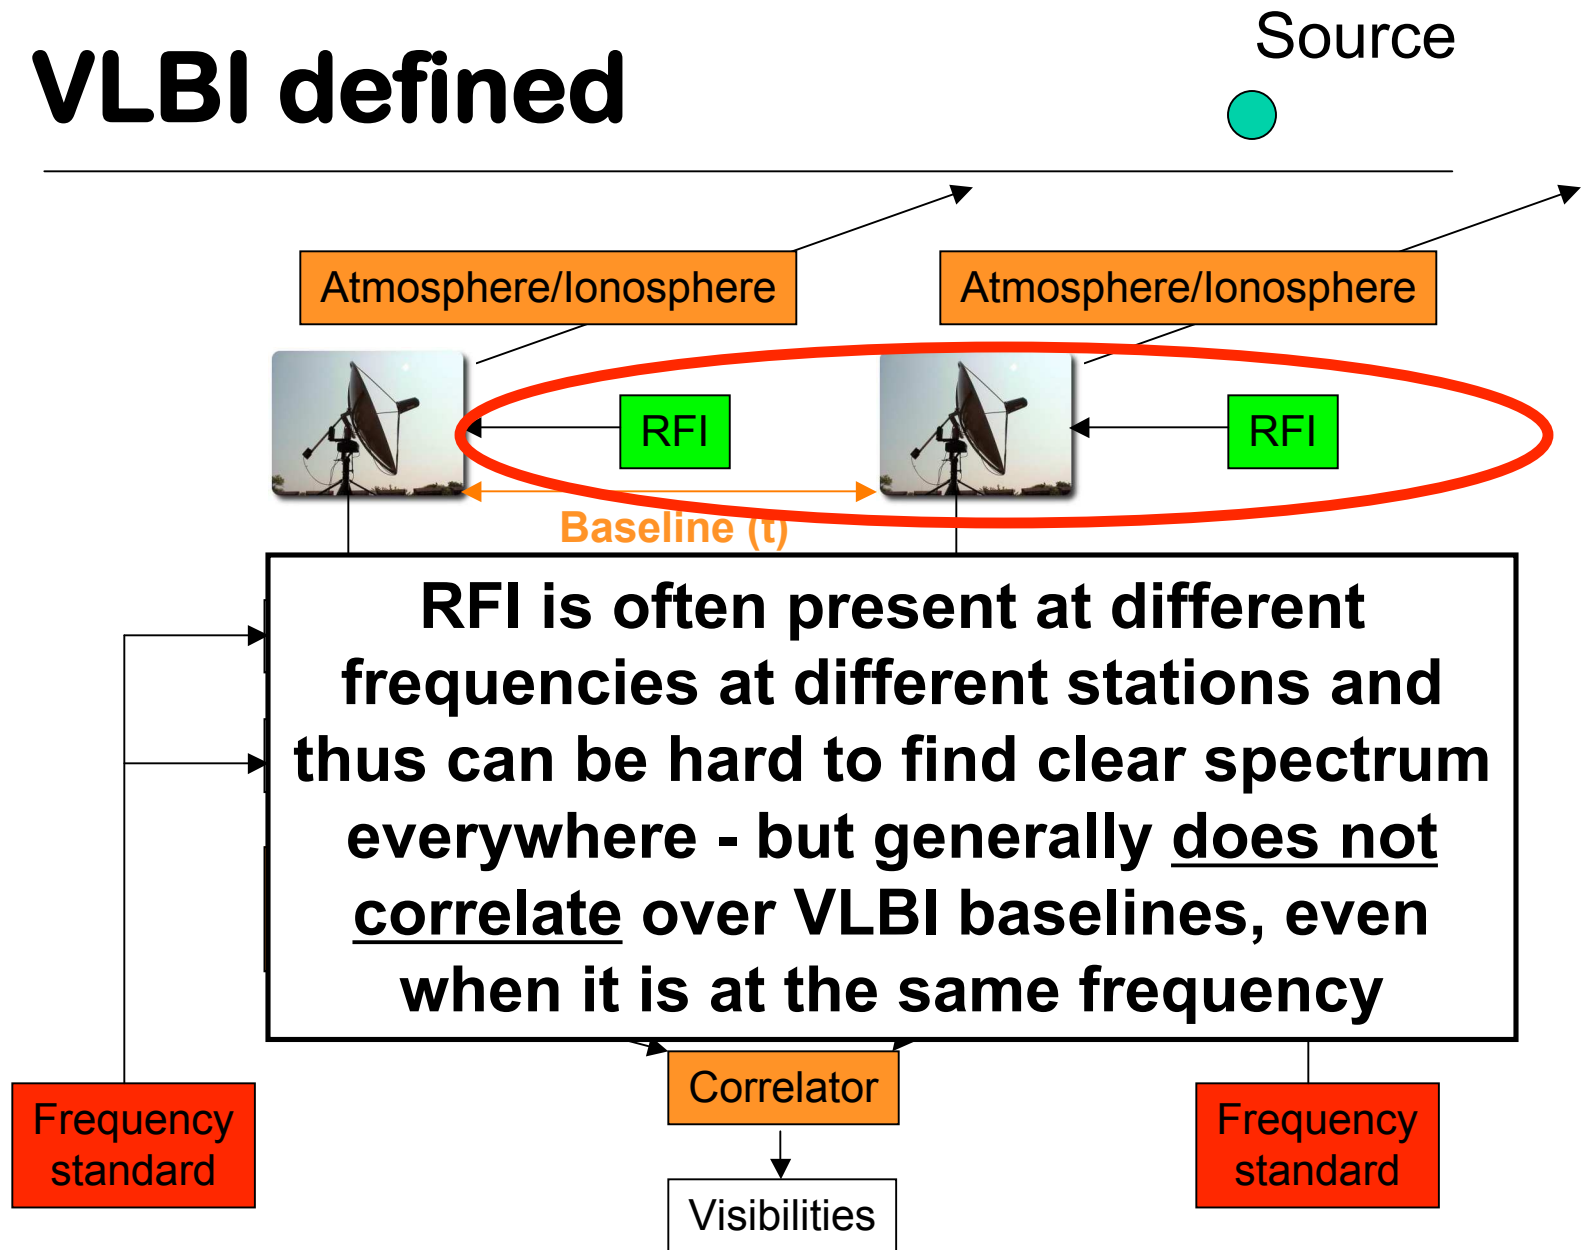 VLBI defined
Source
Atmosphere/Ionosphere
Atmosphere/Ionosphere
RFI
RFI
Baseline (t)
RFI is often present at different
frequencies at different stations and
thus can be hard to find clear spectrum
everywhere - but generally does not
correlate over VLBI baselines, even
when it is at the same frequency
Correlator
Frequency
standard
Frequency
standard
Visibilities